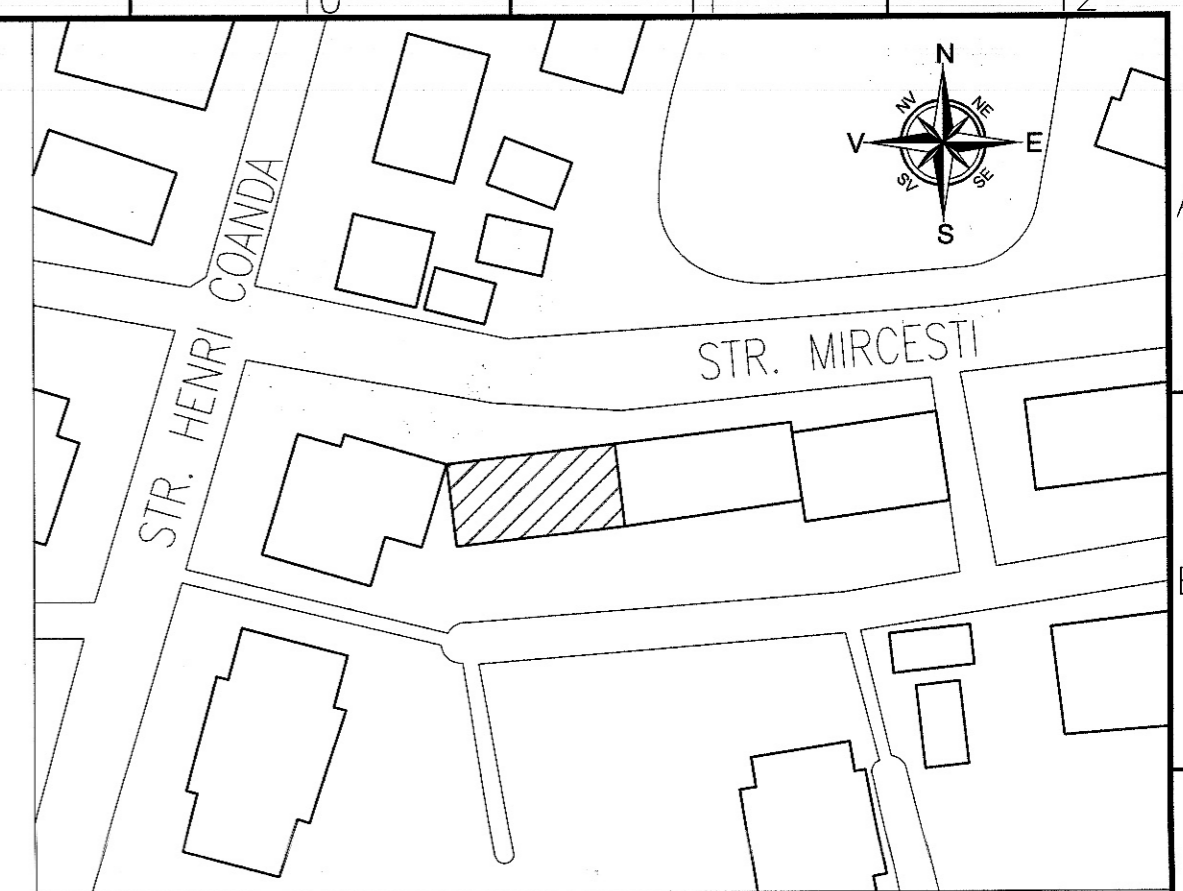 N
NV NE
V E
SV SE
S
STR. HENRI COANDA
STR. MIRCESTI